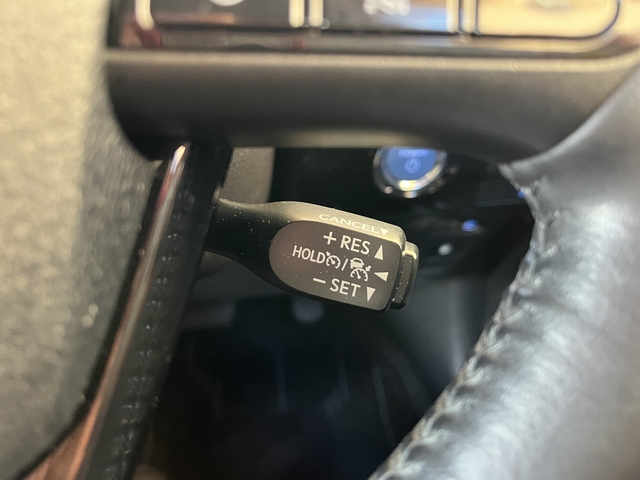 CANCEL▼
+ RES▲
HOLD / ◀
− SET▼